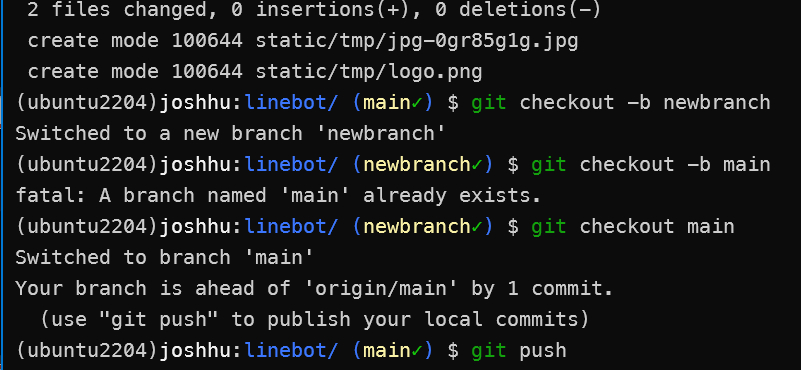 2 files changed, 0 insertions(+), 0 deletions(-)
create mode 100644 static/tmp/jpg-0gr85g1g.jpg
create mode 100644 static/tmp/logo.png
(ubuntu2204)joshhu:linebot/ (main✓) $ git checkout -b newbranch
Switched to a new branch 'newbranch'
(ubuntu2204)joshhu:linebot/ (newbranch✓) $ git checkout -b main
fatal: A branch named 'main' already exists.
(ubuntu2204)joshhu:linebot/ (newbranch✓) $ git checkout main
Switched to branch 'main'
Your branch is ahead of 'origin/main' by 1 commit.
(use "git push" to publish your local commits)
(ubuntu2204)joshhu:linebot/ (main✓) $ git push